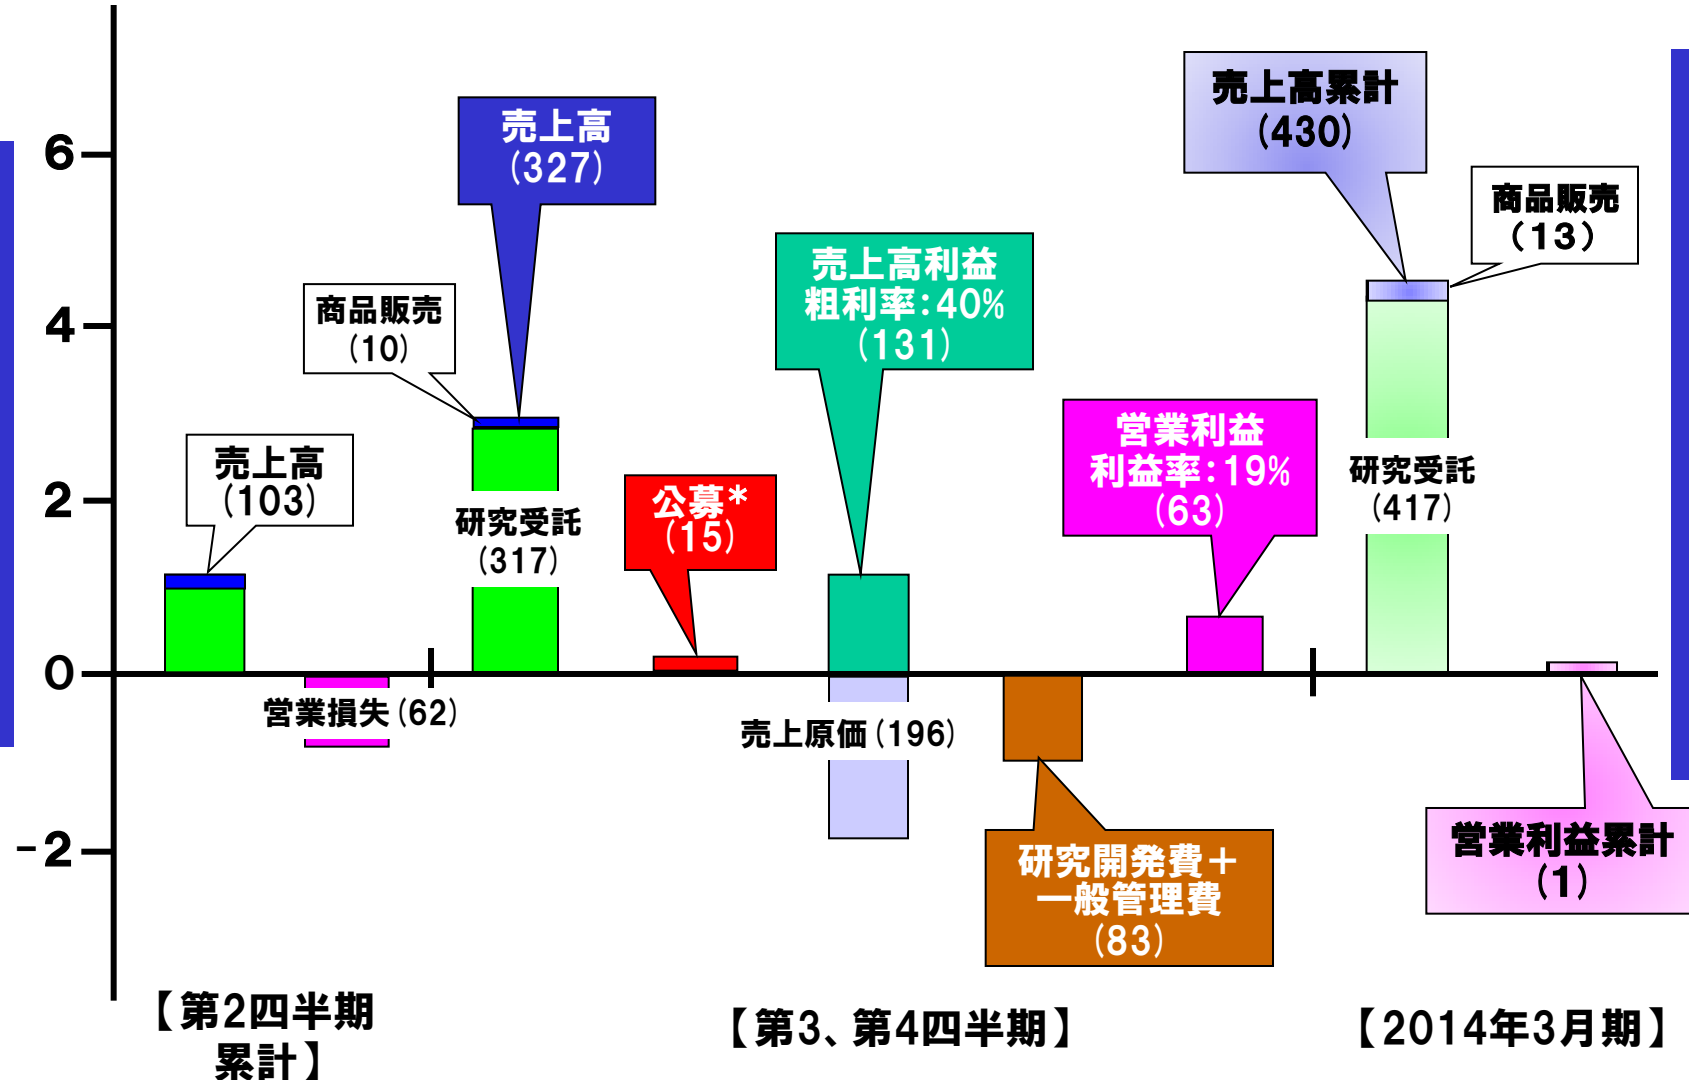 6
4
2
0
-2
売上高
(103)
商品販売
(10)
売上高
(327)
研究受託
(317)
営業損失(62)
公募*
(15)
売上高利益
粗利率:40%
(131)
売上原価(196)
研究開発費＋
一般管理費
(83)
営業利益
利益率:19%
(63)
売上高累計
(430)
商品販売
(13)
研究受託
(417)
営業利益累計
(1)
【第2四半期
累計】
【第3、第4四半期】
【2014年3月期】